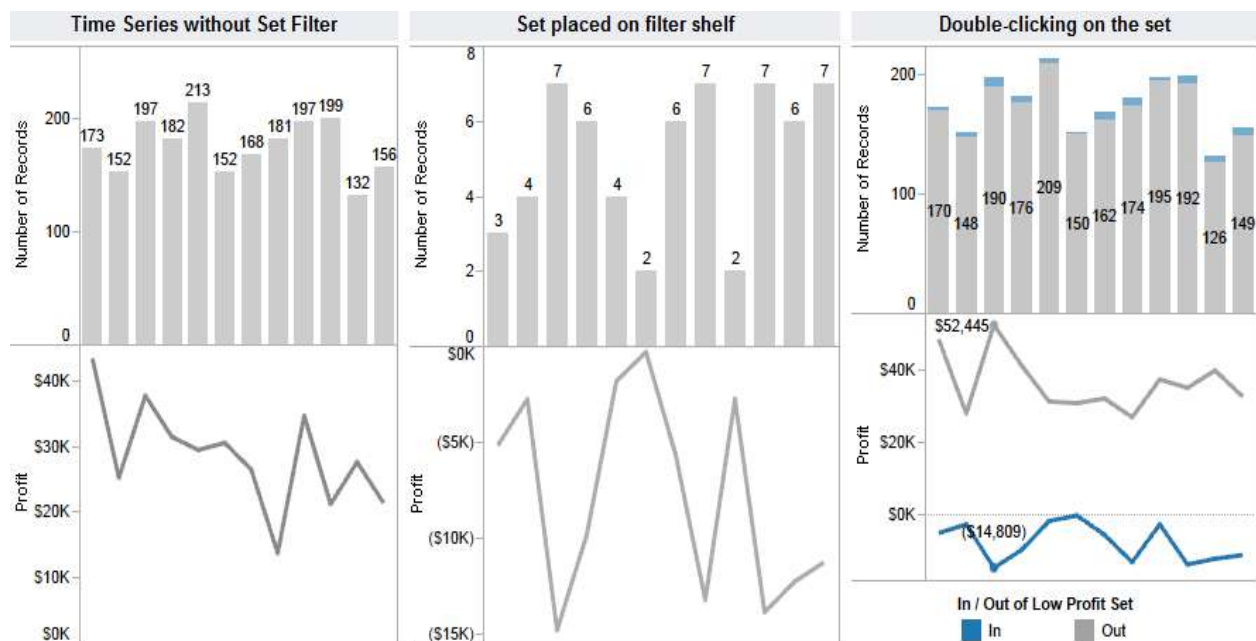 Time Series without Set Filter
Number of Records
200
100
0
173
152
197
182
213
152
168
181
197
199
132
156
Profit
$40K
$30K
$20K
$10K
$0K
Set placed on filter shelf
Number of Records
8
6
4
2
0
3
4
7
6
4
2
6
7
2
7
6
7
Profit
$0K
($5K)
($10K)
($15K)
Double-clicking on the set
Number of Records
200
100
0
170
148
190
176
209
150
162
174
195
192
126
149
Profit
$40K
$20K
$0K
$52,445
($14,809)
In / Out of Low Profit Set
In
Out